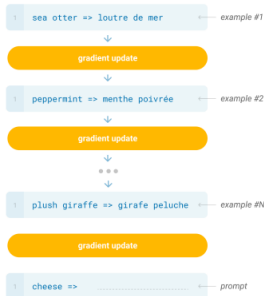 1 sea otter => loutre de mer example #1
gradient update
1 peppermint => menthe poivrée example #2
gradient update
1 plush giraffe => girafe peluche example #N
gradient update
1 cheese => prompt